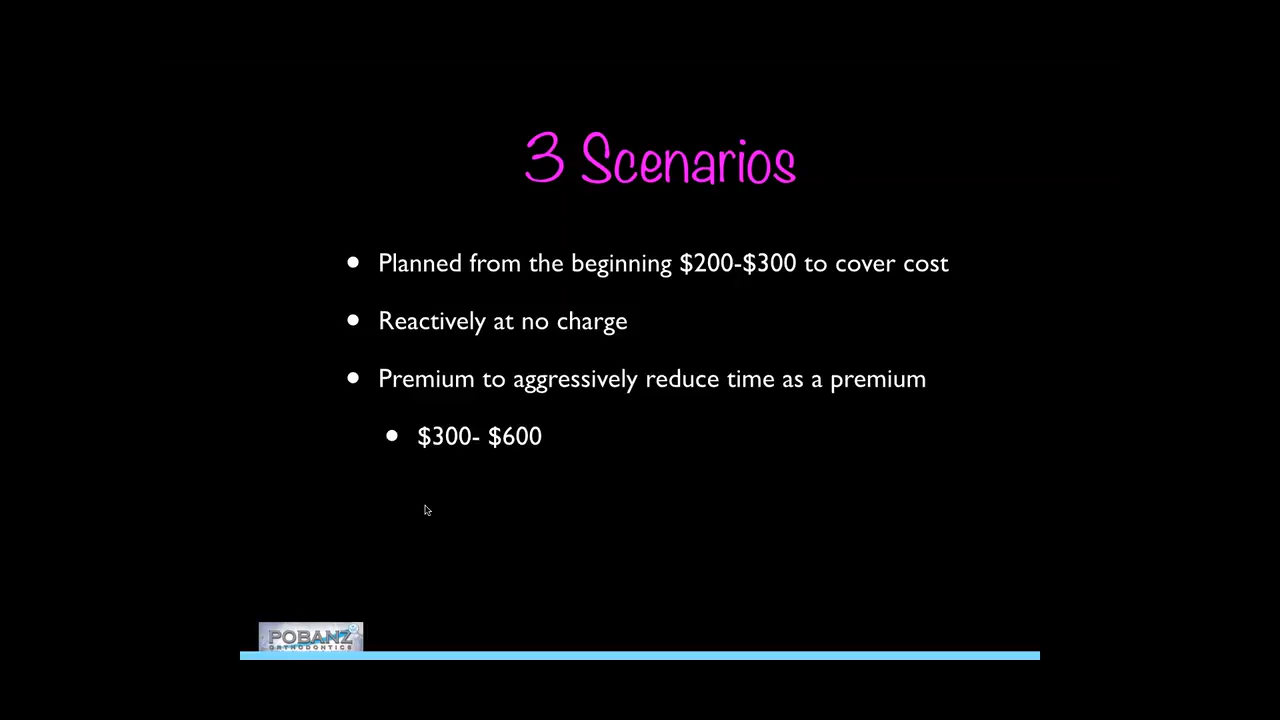 3 Scenarios
• Planned from the beginning $200-$300 to cover cost
• Reactively at no charge
• Premium to aggressively reduce time as a premium
• $300- $600
POBANZ
ORTHODONTICS